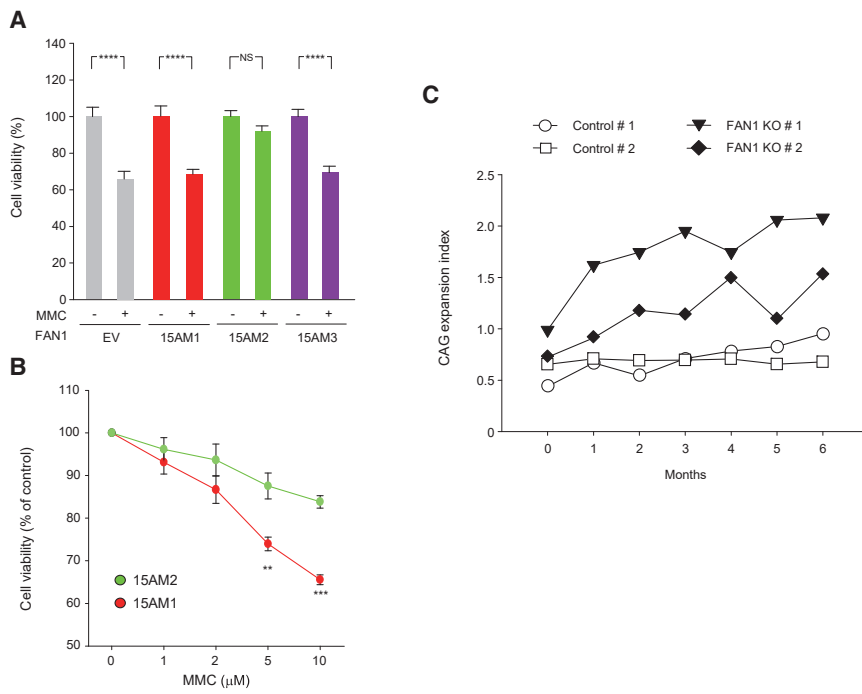 A
**** **** NS ****
140
120
100
80
60
40
20
0
Cell viability (%)
MMC - + - + - + - +
FAN1 EV 15AM1 15AM2 15AM3
B
110
100
90
80
70
60
50
Cell viability (% of control)
15AM2
15AM1
**
***
0 1 2 5 10
MMC (μM)
C
Control # 1 FAN1 KO # 1
Control # 2 FAN1 KO # 2
2.5
2.0
1.5
1.0
0.5
0
CAG expansion index
0 1 2 3 4 5 6
Months